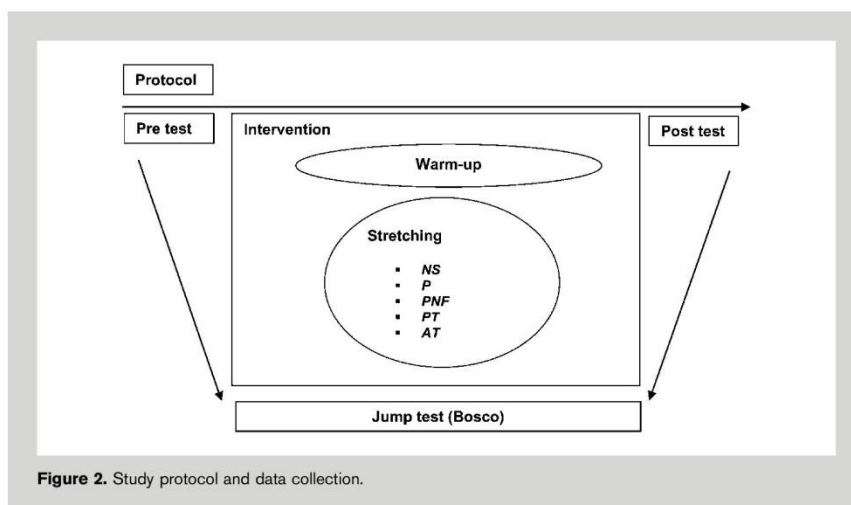 Protocol
Pre test
Intervention
Post test
Warm-up
Stretching
▪ NS
▪ P
▪ PNF
▪ PT
▪ AT
Jump test (Bosco)
Figure 2. Study protocol and data collection.